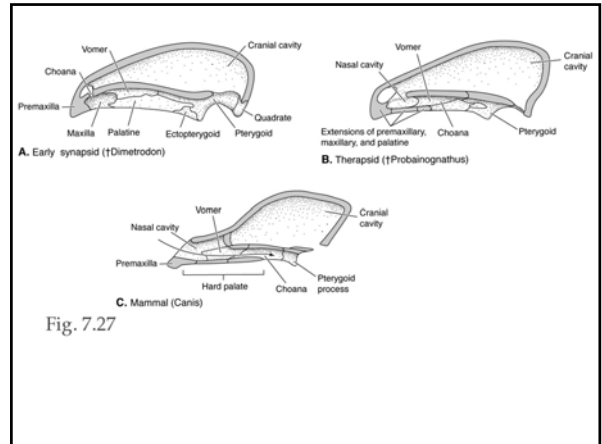 Vomer
Cranial cavity
Choana
Premaxilla
Maxilla
Palatine
Ectopterygoid
Pterygoid
Quadrate
A. Early synapsid (†Dimetrodon)
Vomer
Nasal cavity
Cranial
cavity
Extensions of premaxillary,
maxillary, and palatine
Choana
Pterygoid
B. Therapsid (†Probainognathus)
Vomer
Nasal cavity
Cranial
cavity
Premaxilla
Hard palate
Choana
Pterygoid
process
C. Mammal (Canis)
Fig. 7.27